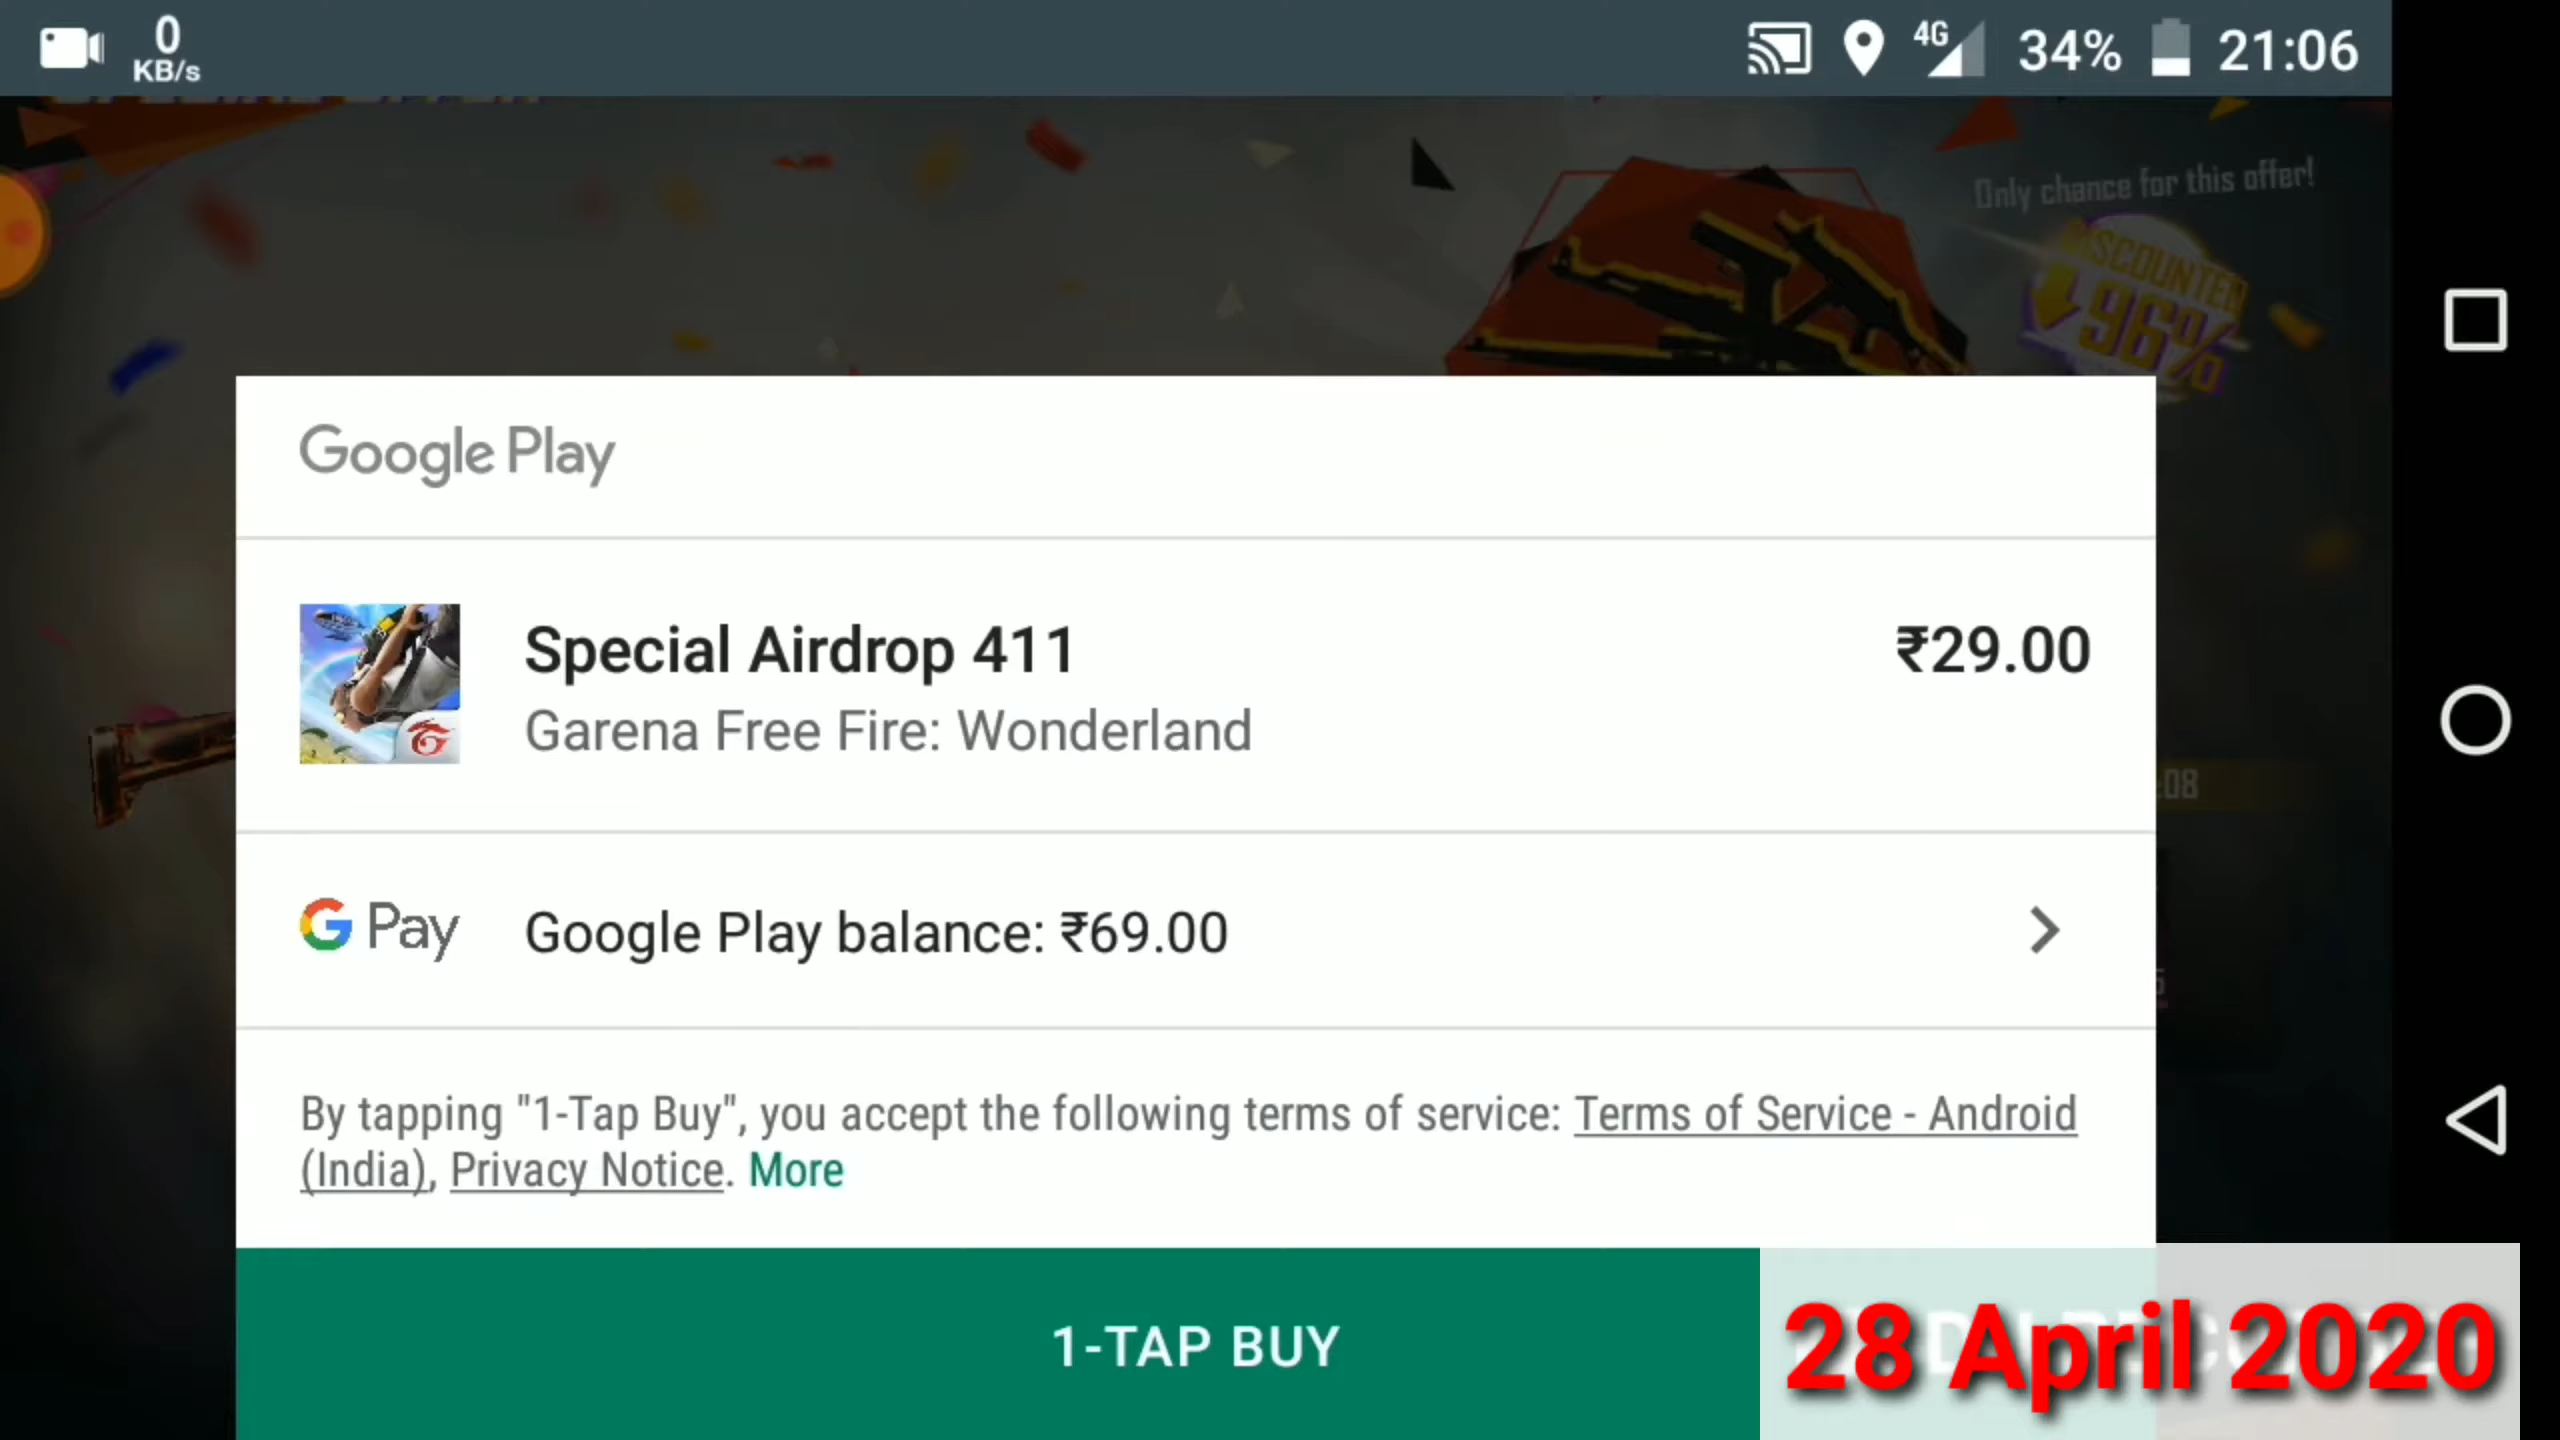 0
KB/s
4G 34% 21:06
Only chance for this offer!
96%
Google Play
Special Airdrop 411 ₹29.00
Garena Free Fire: Wonderland
:08
G Pay Google Play balance: ₹69.00
By tapping "1-Tap Buy", you accept the following terms of service: Terms of Service - Android
(India), Privacy Notice. More
1-TAP BUY
28 April 2020